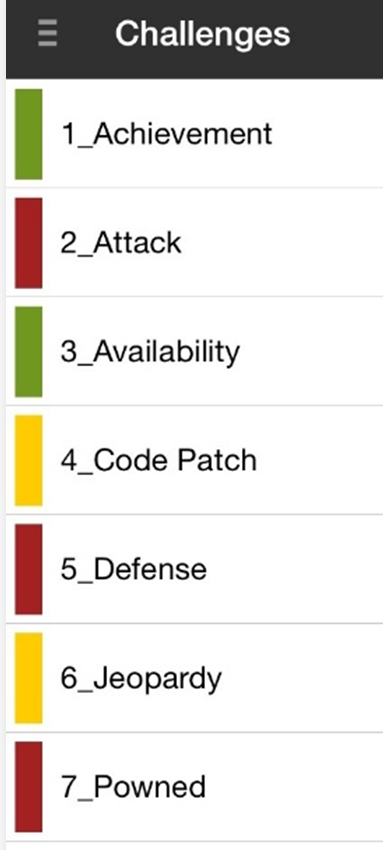 Challenges
1_Achievement
2_Attack
3_Availability
4_Code Patch
5_Defense
6_Jeopardy
7_Powned